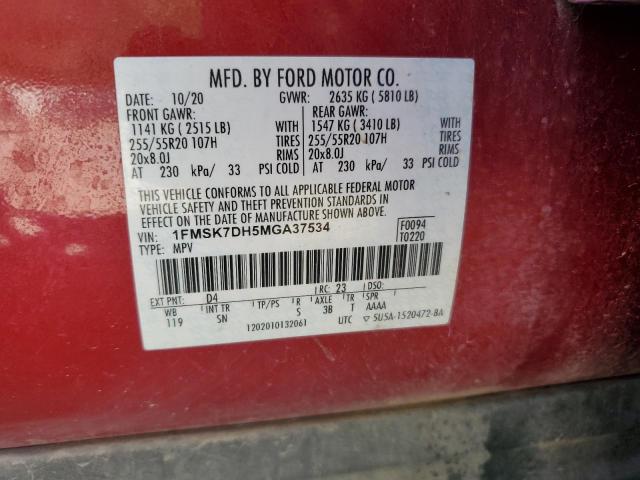 MFD. BY FORD MOTOR CO.
DATE: 10/20 GVWR: 2635 KG ( 5810 LB)
FRONT GAWR: REAR GAWR:
1141 KG ( 2515 LB) WITH 1547 KG ( 3410 LB) WITH
255/55R20 107H TIRES 255/55R20 107H TIRES
20x8.0J RIMS 20x8.0J RIMS
AT 230 kPa/ 33 PSI COLD AT 230 kPa/ 33 PSI COLD
THIS VEHICLE CONFORMS TO ALL APPLICABLE FEDERAL MOTOR
VEHICLE SAFETY AND THEFT PREVENTION STANDARDS IN
EFFECT ON THE DATE OF MANUFACTURE SHOWN ABOVE.
VIN: 1FMSK7DH5MGA37534 F0094
TYPE: MPV T0220
EXT PNT: D4 RC: 23 DSO:
WB INT TR TP/PS R AXLE TR SPR
119 SN S 3B T AAAA
1202010132061 UTC ▽ 5U5A-1520472-BA